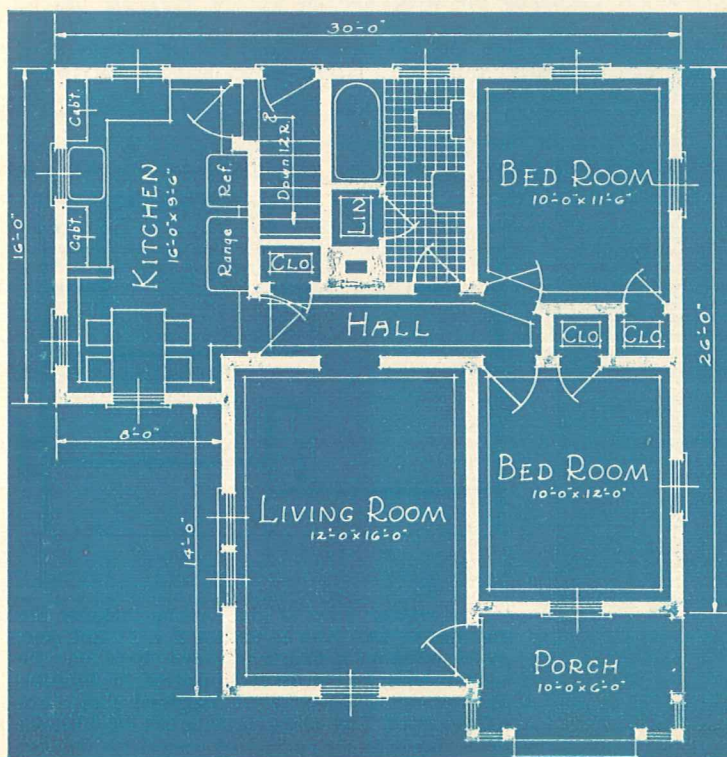 30'-0"
16'-0"
Cabt.
Cabt.
KITCHEN
16'-0" x 9'-6"
Ref.
Range
Down 12 R.
LIN.
CLO.
BED ROOM
10'-0" x 11'-6"
HALL
CLO.
CLO.
26'-0"
8'-0"
14'-0"
LIVING ROOM
12'-0" x 16'-0"
BED ROOM
10'-0" x 12'-0"
PORCH
10'-0" x 6'-0"